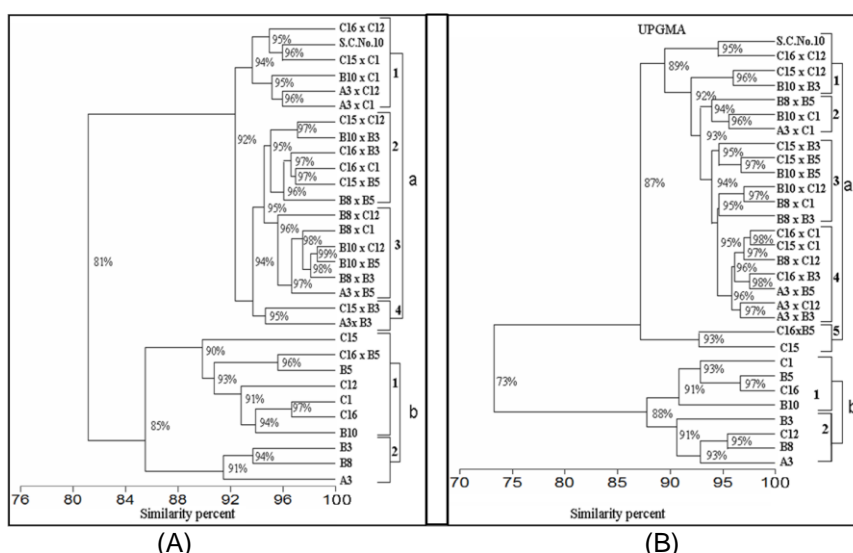 C16 x C12
S.C.No.10
C15 x C1
B10 x C1
A3 x C12
A3 x C1
C15 x C12
B10 x B3
C16 x B3
C16 x C1
C15 x B5
B8 x B5
B8 x C12
B8 x C1
B10 x C12
B10 x B5
B8 x B3
A3 x B5
C15 x B3
A3x B3
C15
C16 x B5
B5
C12
C1
C16
B10
B3
B8
A3
95%
96%
94%
95%
96%
92%
97%
95%
97%
97%
96%
95%
96%
98%
99%
98%
94%
97%
95%
81%
90%
96%
93%
91%
97%
94%
85%
94%
91%
1
2
3
4
a
1
2
b
76 84 88 92 96 100
Similarity percent
(A)
UPGMA
S.C.No.10
C16 x C12
C15 x C12
B10 x B3
B8 x B5
B10 x C1
A3 x C1
C15 x B3
C15 x B5
B10 x B5
B10 x C12
B8 x C1
B8 x B3
C16 x C1
C15 x C1
B8 x C12
C16 x B3
A3 x B5
A3 x C12
A3 x B3
C16xB5
C15
C1
B5
C16
B10
B3
C12
B8
A3
95%
89%
96%
92%
94%
96%
93%
95%
97%
94%
97%
95%
87%
95%
98%
97%
96%
98%
96%
97%
93%
73%
93%
97%
91%
88%
91%
95%
93%
1
2
3
4
5
a
1
2
b
70 75 80 85 90 95 100
Similarity percent
(B)